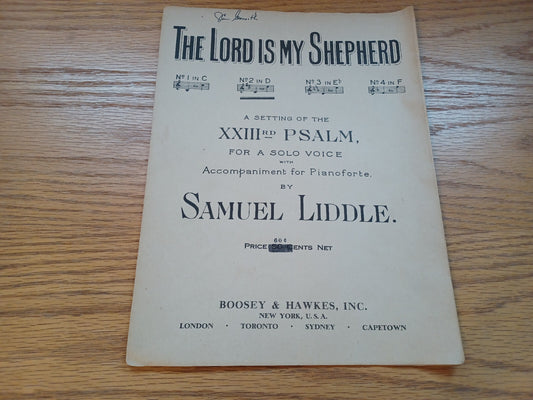 Jim Smith
THE LORD IS MY SHEPHERD
Nº 1 IN C Nº 2 IN D Nº 3 IN E♭ Nº 4 IN F
A SETTING OF THE
XXIIIRD PSALM,
FOR A SOLO VOICE
WITH
Accompaniment for Pianoforte.
BY
SAMUEL LIDDLE.
60¢
PRICE CENTS NET
BOOSEY & HAWKES, INC.
NEW YORK, U.S.A.
LONDON · TORONTO · SYDNEY · CAPETOWN